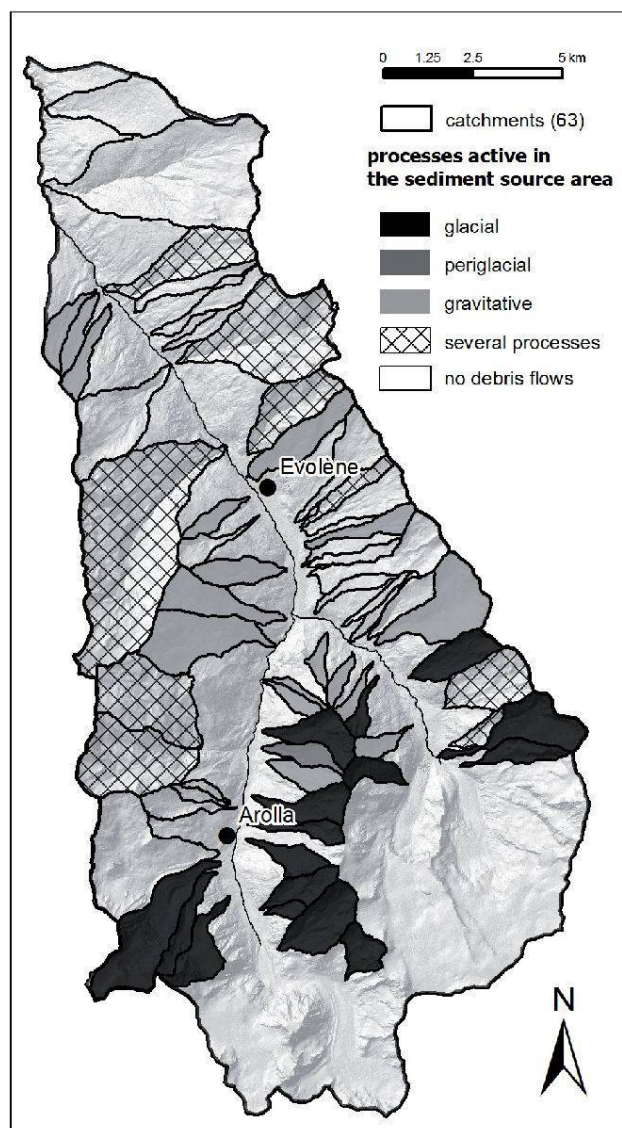 0 1.25 2.5 5 km
catchments (63)
processes active in
the sediment source area
glacial
periglacial
gravitative
several processes
no debris flows
Evolène
Arolla
N